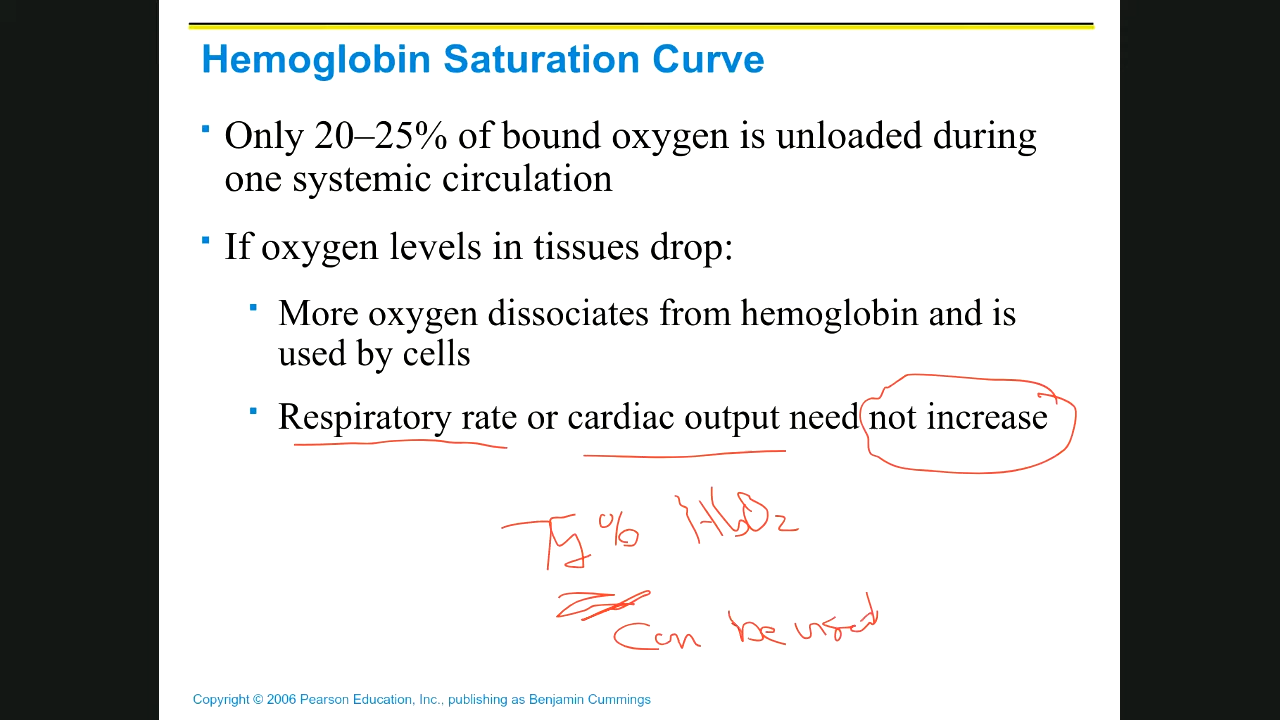 Hemoglobin Saturation Curve
▪ Only 20–25% of bound oxygen is unloaded during
one systemic circulation
▪ If oxygen levels in tissues drop:
▪ More oxygen dissociates from hemoglobin and is
used by cells
▪ Respiratory rate or cardiac output need not increase
% HbO2
Can be used
Copyright © 2006 Pearson Education, Inc., publishing as Benjamin Cummings